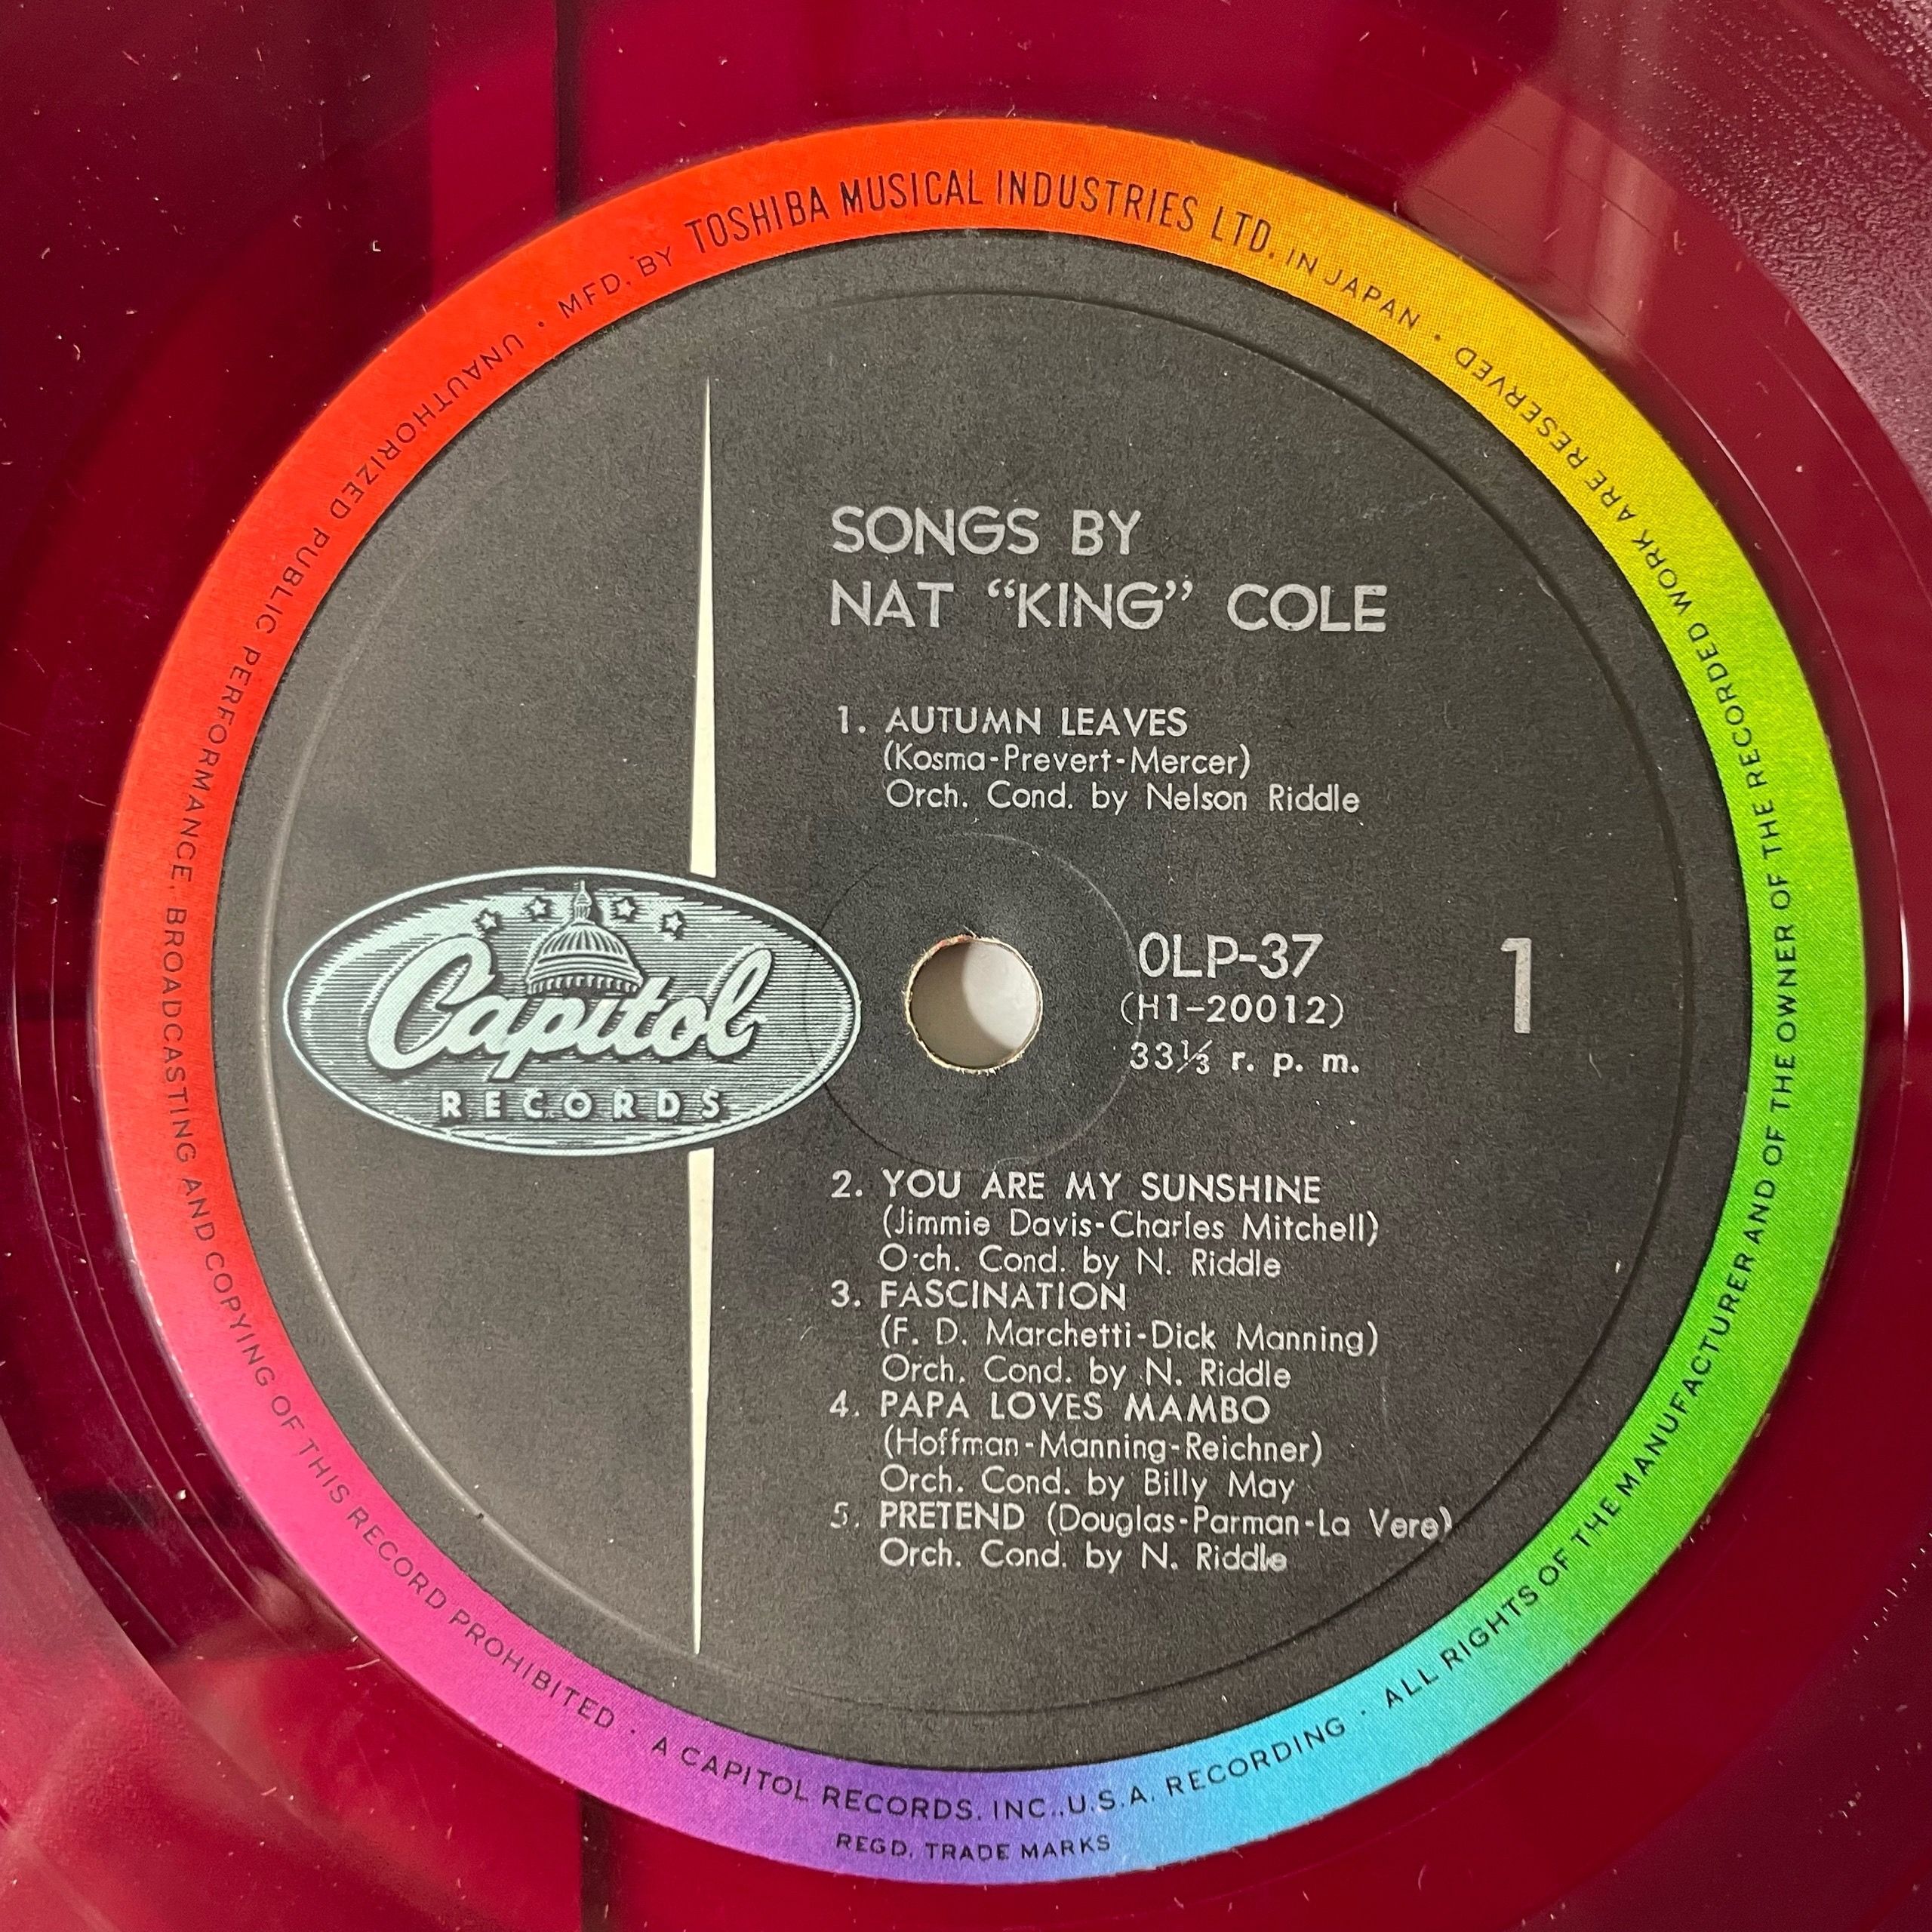 MFD. BY TOSHIBA MUSICAL INDUSTRIES LTD. IN JAPAN ·
SONGS BY
NAT “KING” COLE
1. AUTUMN LEAVES
(Kosma-Prevert-Mercer)
Orch. Cond. by Nelson Riddle
Capitol
RECORDS
OLP-37
(H1-20012)
33⅓ r. p. m.
1
2. YOU ARE MY SUNSHINE
(Jimmie Davis-Charles Mitchell)
O ch. Cond. by N. Riddle
3. FASCINATION
(F. D. Marchetti-Dick Manning)
Orch. Cond. by N. Riddle
4. PAPA LOVES MAMBO
(Hoffman-Manning-Reichner)
Orch. Cond. by Billy May
5. PRETEND (Douglas-Parman-La Vere)
Orch. Cond. by N. Riddle
UNAUTHORIZED PUBLIC PERFORMANCE, BROADCASTING AND COPYING OF THIS RECORD PROHIBITED · A CAPITOL RECORDS, INC., U.S.A. RECORDING · ALL RIGHTS OF THE MANUFACTURER AND OF THE OWNER OF THE RECORDED WORK ARE RESERVED ·
REGD. TRADE MARKS